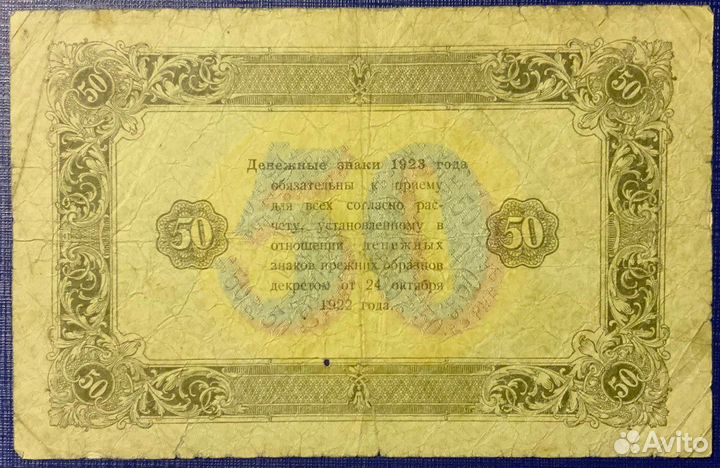 50
50
Денежные знаки 1923 года
обязательны к приему
для всех согласно рас-
чету, установленному в
отношении денежных
знаков прежних образцов
декретом от 24 октября
1922 года.
50
50
50
50
50
Avito